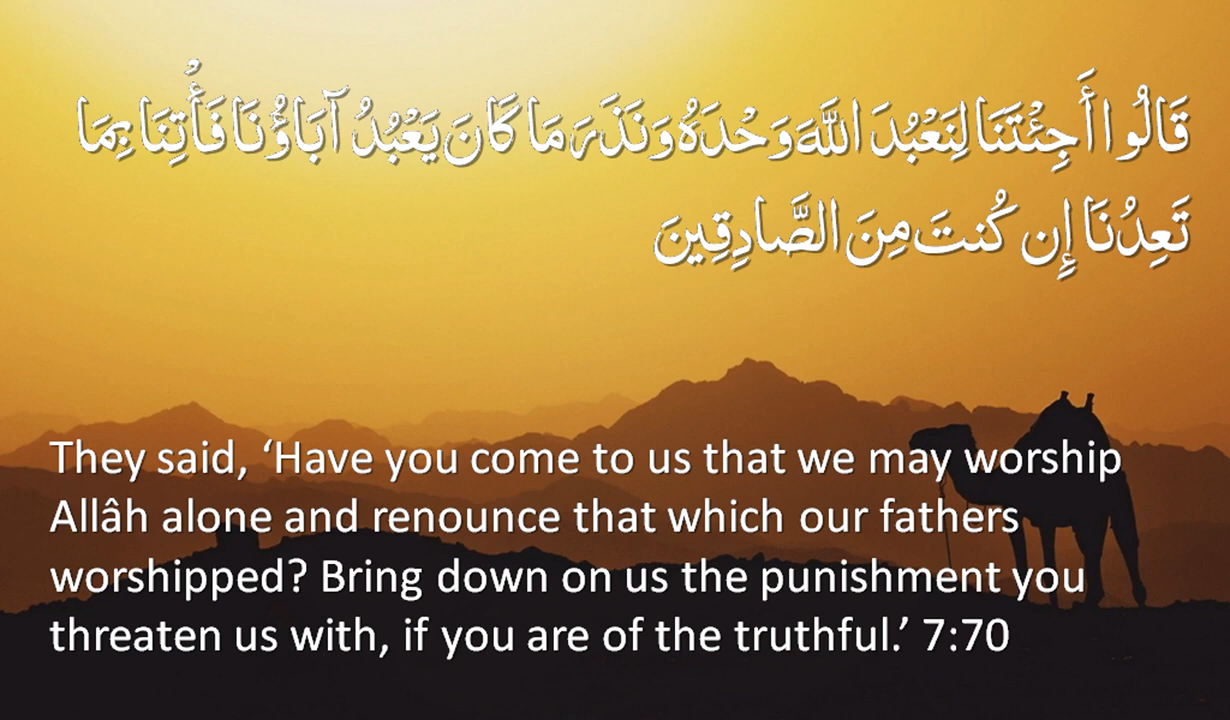 قَالُوا أَجِئْتَنَا لِنَعْبُدَ اللَّهَ وَحْدَهُ وَنَذَرَ مَا كَانَ يَعْبُدُ آبَاؤُنَا فَأْتِنَا بِمَا
تَعِدُنَا إِن كُنتَ مِنَ الصَّادِقِينَ
They said, ‘Have you come to us that we may worship
Allâh alone and renounce that which our fathers
worshipped? Bring down on us the punishment you
threaten us with, if you are of the truthful.’ 7:70